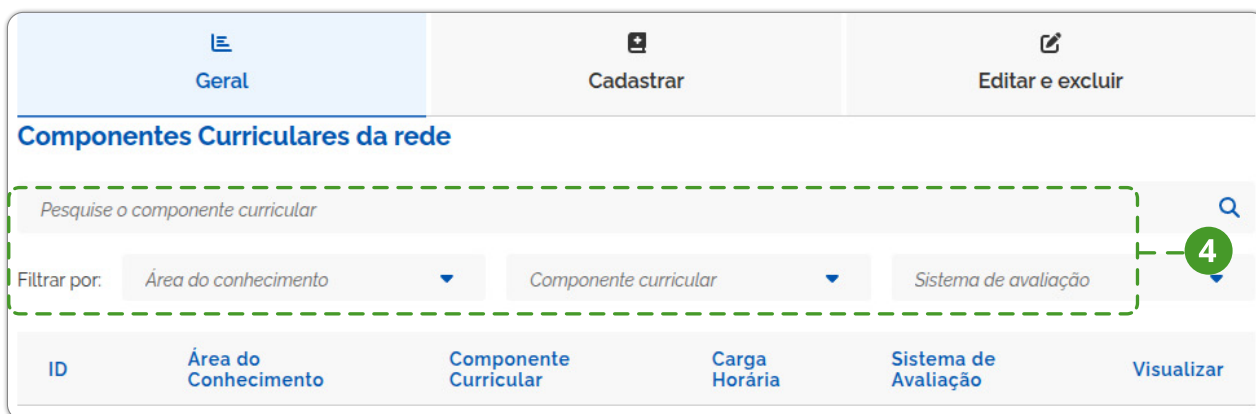 Geral
Cadastrar
Editar e excluir
Componentes Curriculares da rede
Pesquise o componente curricular
4
Filtrar por: Área do conhecimento Componente curricular Sistema de avaliação
ID Área do Conhecimento Componente Curricular Carga Horária Sistema de Avaliação Visualizar